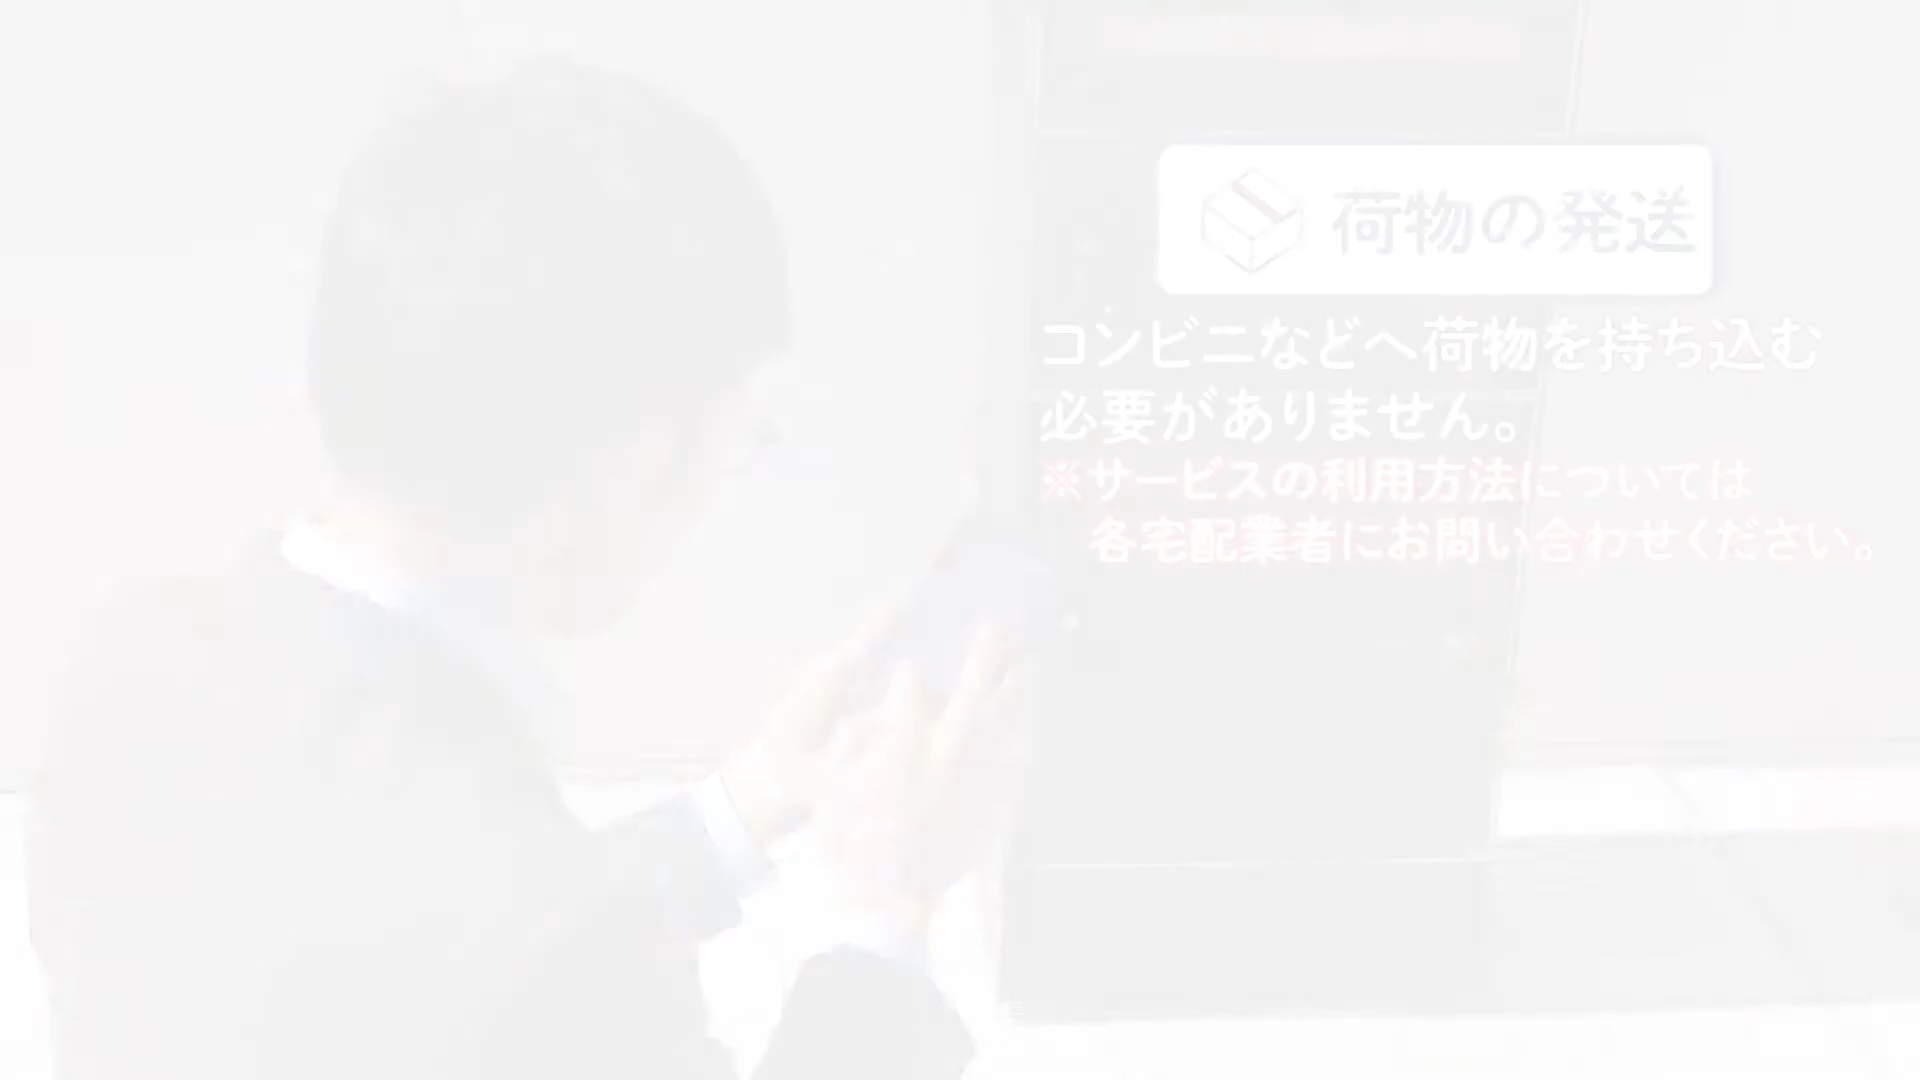 荷物の発送
コンビニなどへ荷物を持ち込む
必要がありません。
※サービスの利用方法については
各宅配業者にお問い合わせください。